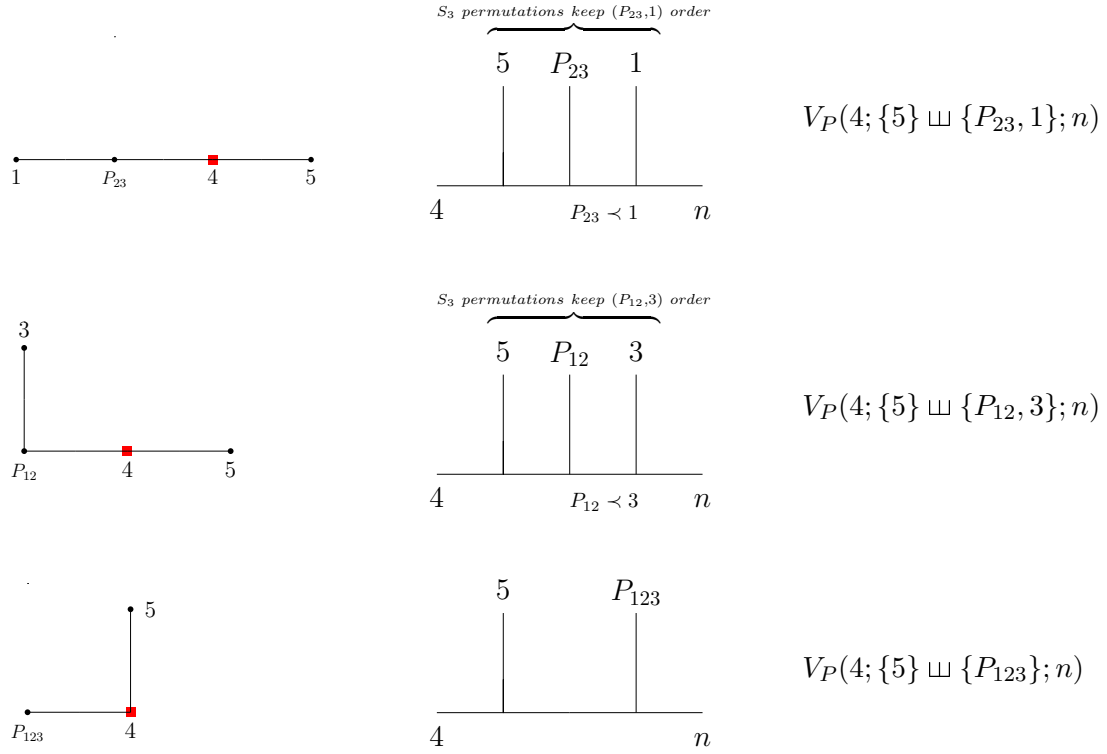 S₃ permutations keep (P₂₃,1) order
5 P₂₃ 1
V_P(4; {5} ⧢ {P₂₃, 1}; n)
1 P₂₃ 4 5
4 P₂₃ ≺ 1 n
S₃ permutations keep (P₁₂,3) order
3
5 P₁₂ 3
V_P(4; {5} ⧢ {P₁₂, 3}; n)
P₁₂ 4 5
4 P₁₂ ≺ 3 n
5
5 P₁₂₃
V_P(4; {5} ⧢ {P₁₂₃}; n)
P₁₂₃ 4
4 n